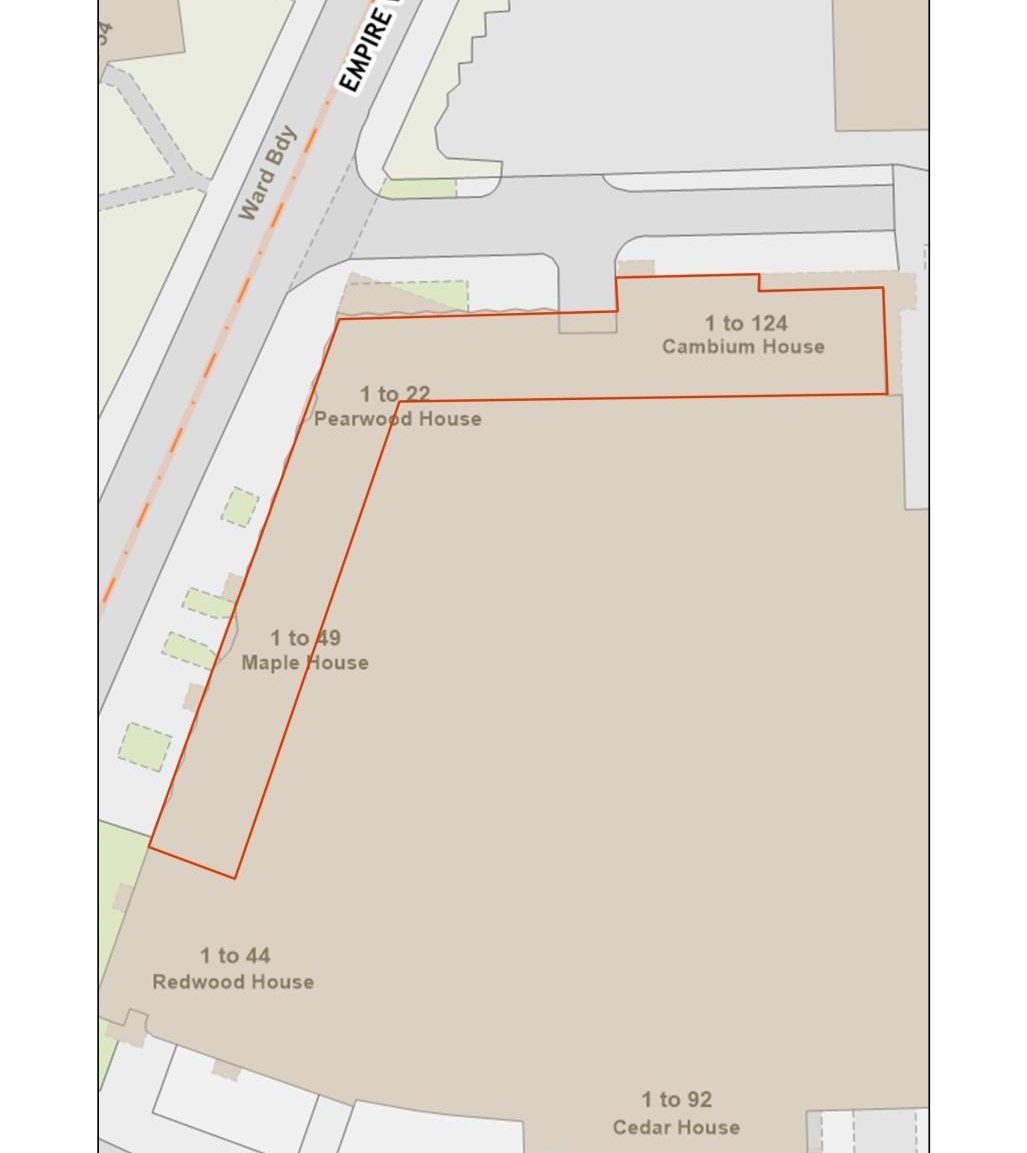 EMPIRE
Ward Bdy
1 to 124
Cambium House
1 to 22
Pearwood House
1 to 49
Maple House
1 to 44
Redwood House
1 to 92
Cedar House